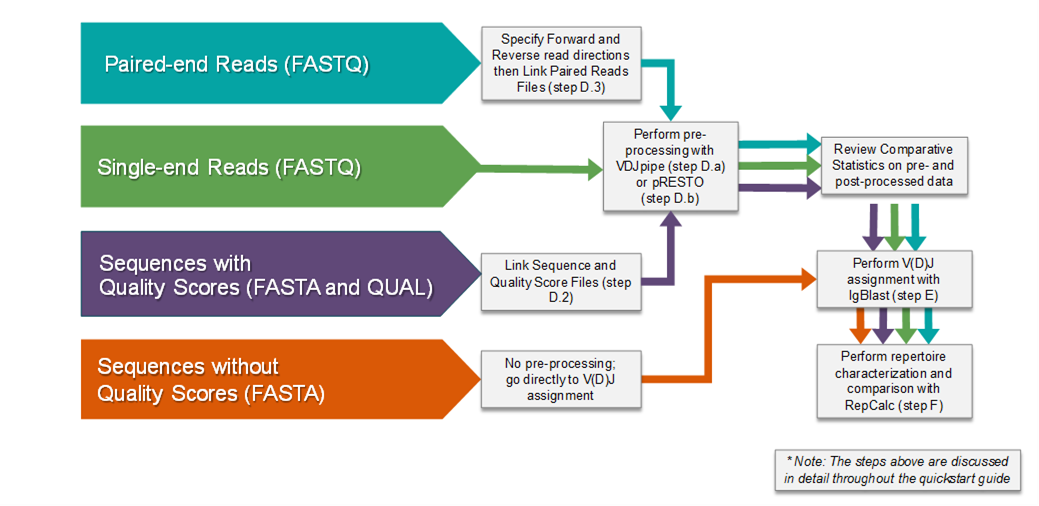 Paired-end Reads (FASTQ)
Specify Forward and
Reverse read directions
then Link Paired Reads
Files (step D.3)
Single-end Reads (FASTQ)
Perform pre-
processing with
VDJpipe (step D.a)
or pRESTO
(step D.b)
Review Comparative
Statistics on pre- and
post-processed data
Sequences with
Quality Scores (FASTA and QUAL)
Link Sequence and
Quality Score Files (step
D.2)
Perform V(D)J
assignment with
IgBlast (step E)
Sequences without
Quality Scores (FASTA)
No pre-processing;
go directly to V(D)J
assignment
Perform repertoire
characterization and
comparison with
RepCalc (step F)
* Note: The steps above are discussed
in detail throughout the quickstart guide